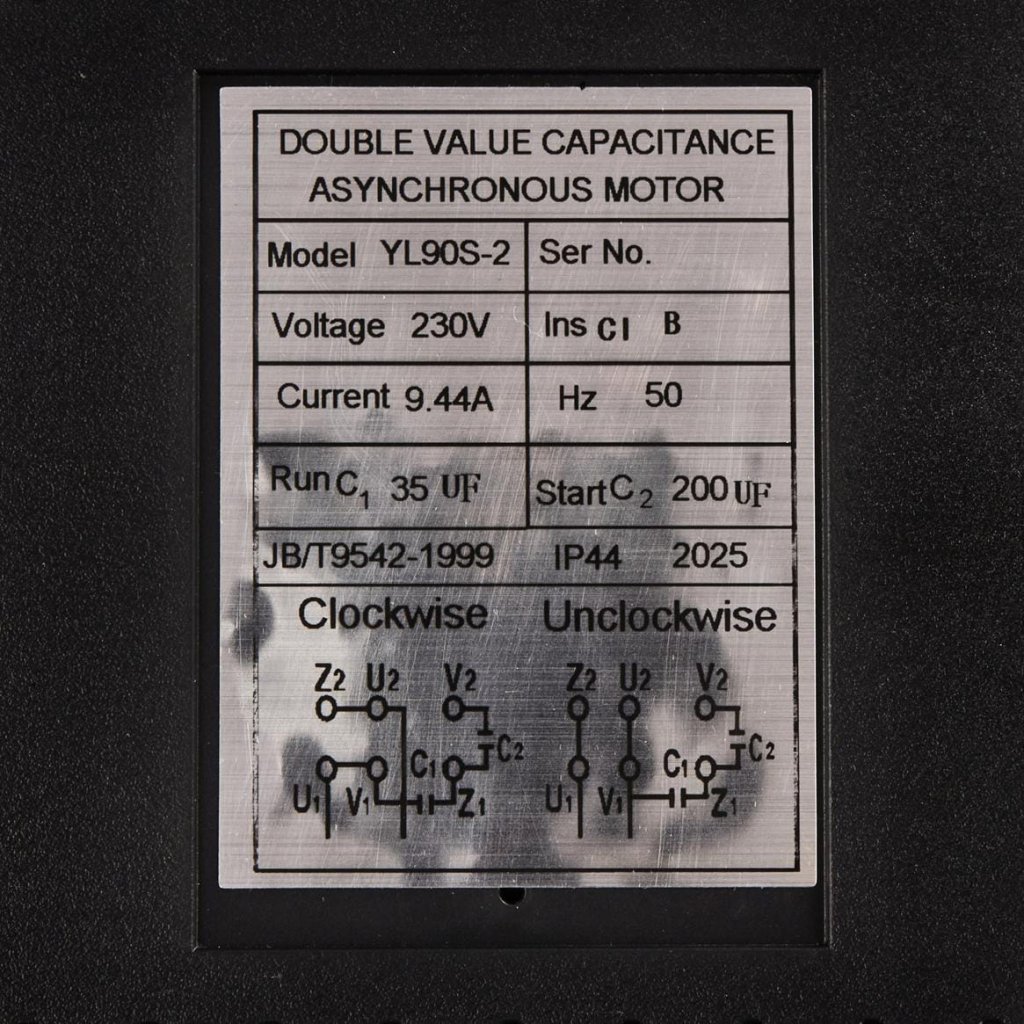 DOUBLE VALUE CAPACITANCE
ASYNCHRONOUS MOTOR
Model YL90S-2 Ser No.
Voltage 230V Ins CI B
Current 9.44A Hz 50
Run C1 35 UF Start C2 200 UF
JB/T9542-1999 IP44 2025
Clockwise Unclockwise
Z2 U2 V2 Z2 U2 V2
C2 C2
C1 C1
U1 V1 Z1 U1 V1 Z1